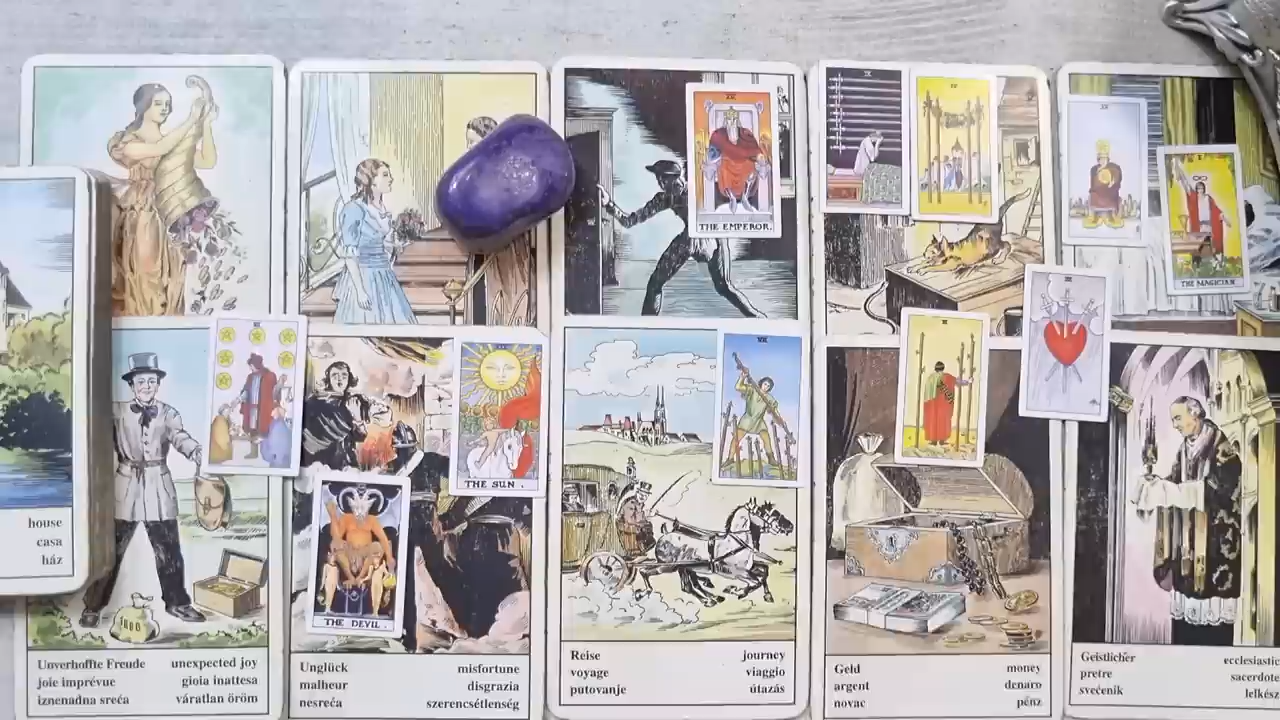 THE EMPEROR.
THE MAGICIAN.
house
casa
ház
THE SUN .
THE DEVIL .
1000
Unverhoffte Freude unexpected joy
joie imprévue gioia inattesa
iznenadna sreća váratlan öröm
Unglück misfortune
malheur disgrazia
nesreća szerencsétlenség
Reise journey
voyage viaggio
putovanje útazás
Geld money
argent denaro
novac pénz
Geistlicher ecclesiastic
pretre sacerdote
svećenik lelkész